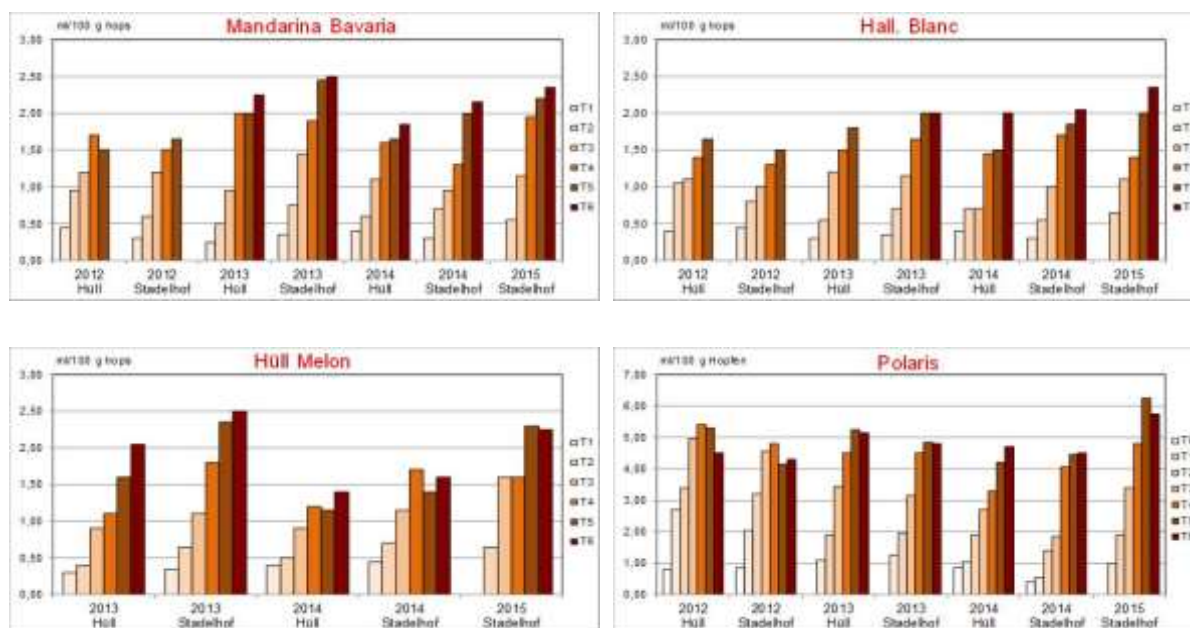 ml/100 g hops
Mandarina Bavaria
3,00
2,50
2,00
1,50
1,00
0,50
0,00
2012 2012 2013 2013 2014 2014 2015
Hüll Stadelhof Hüll Stadelhof Hüll Stadelhof Stadelhof
T1
T2
T3
T4
T5
T6
ml/100 g hops
Hall. Blanc
3,00
2,50
2,00
1,50
1,00
0,50
0,00
2012 2012 2013 2013 2014 2014 2015
Hüll Stadelhof Hüll Stadelhof Hüll Stadelhof Stadelhof
ml/100 g hops
Hüll Melon
3,00
2,50
2,00
1,50
1,00
0,50
0,00
2013 2013 2014 2014 2015
Hüll Stadelhof Hüll Stadelhof Stadelhof
T1
T2
T3
T4
T5
T6
ml/100 g Hopfen
Polaris
7,00
6,00
5,00
4,00
3,00
2,00
1,00
0,00
2012 2012 2013 2013 2014 2014 2015
Hüll Stadelhof Hüll Stadelhof Hüll Stadelhof Stadelhof